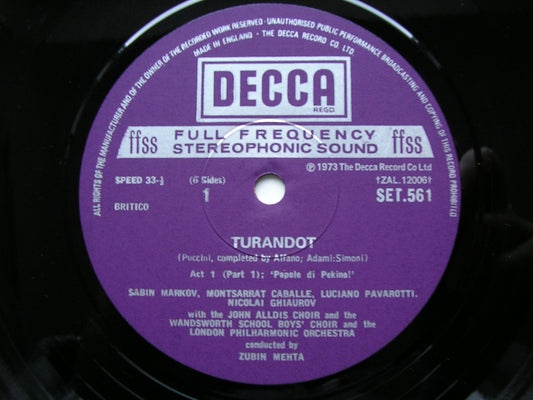 ALL RIGHTS OF THE MANUFACTURER AND OF THE OWNER OF THE RECORDED WORK RESERVED · UNAUTHORISED PUBLIC PERFORMANCE BROADCASTING AND COPYING OF THIS RECORD PROHIBITED
MADE IN ENGLAND · THE DECCA RECORD CO. LTD.
DECCA
REGD
ffss FULL FREQUENCY STEREOPHONIC SOUND ffss
℗ 1973 The Decca Record Co Ltd
SPEED 33-⅓ (6 Sides) †ZAL.12006†
1 SET.561
BRITICO
TURANDOT
(Puccini, completed by Alfano; Adami:Simoni)
Act 1 (Part 1): 'Popolo di Pekino!'
SABIN MARKOV, MONTSARRAT CABALLE, LUCIANO PAVAROTTI,
NICOLAI GHIAUROV
with the JOHN ALLDIS CHOIR and the
WANDSWORTH SCHOOL BOYS' CHOIR and the
LONDON PHILHARMONIC ORCHESTRA
conducted by
ZUBIN MEHTA